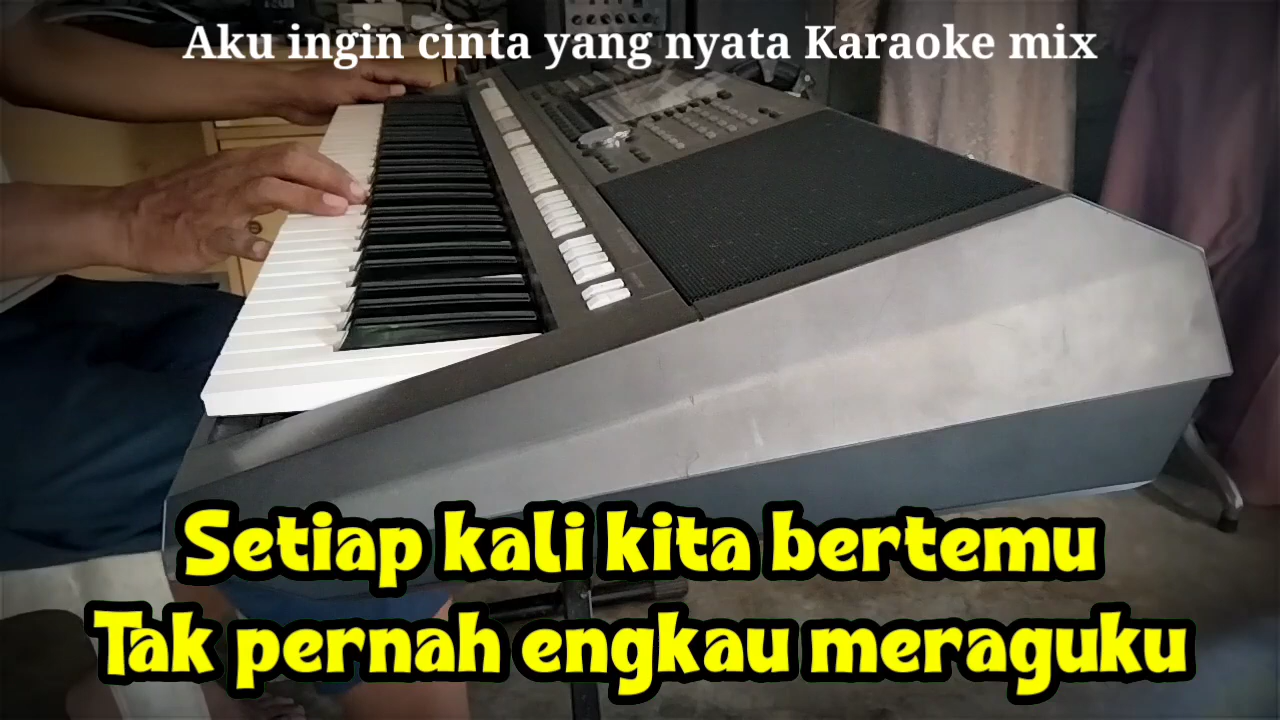 Aku ingin cinta yang nyata Karaoke mix
Setiap kali kita bertemu
Tak pernah engkau meraguku